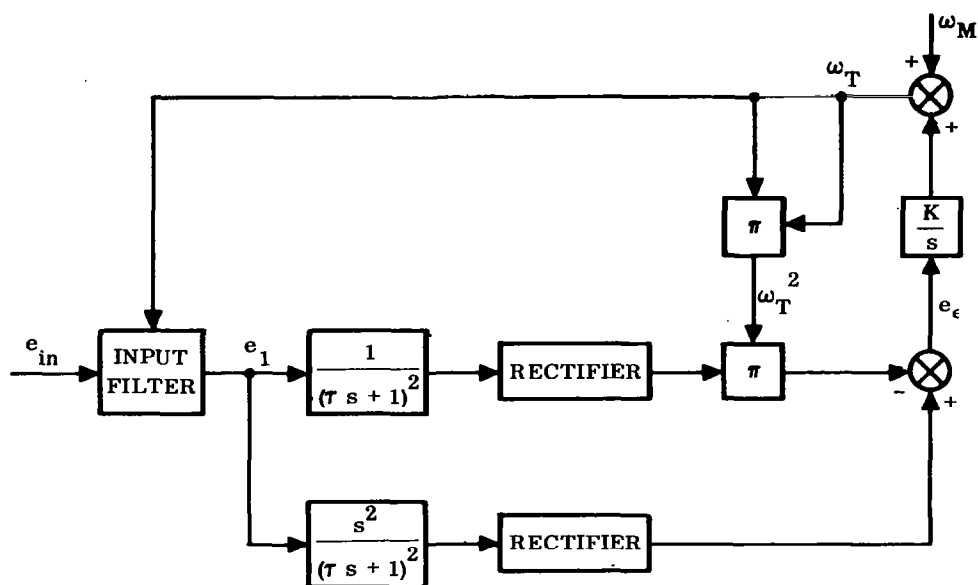 ω_M
+
ω_T
+
π
K/s
ω_T^2
e_ϵ
e_in
INPUT FILTER
e_1
1/(τ s + 1)^2
RECTIFIER
π
-
+
s^2/(τ s + 1)^2
RECTIFIER